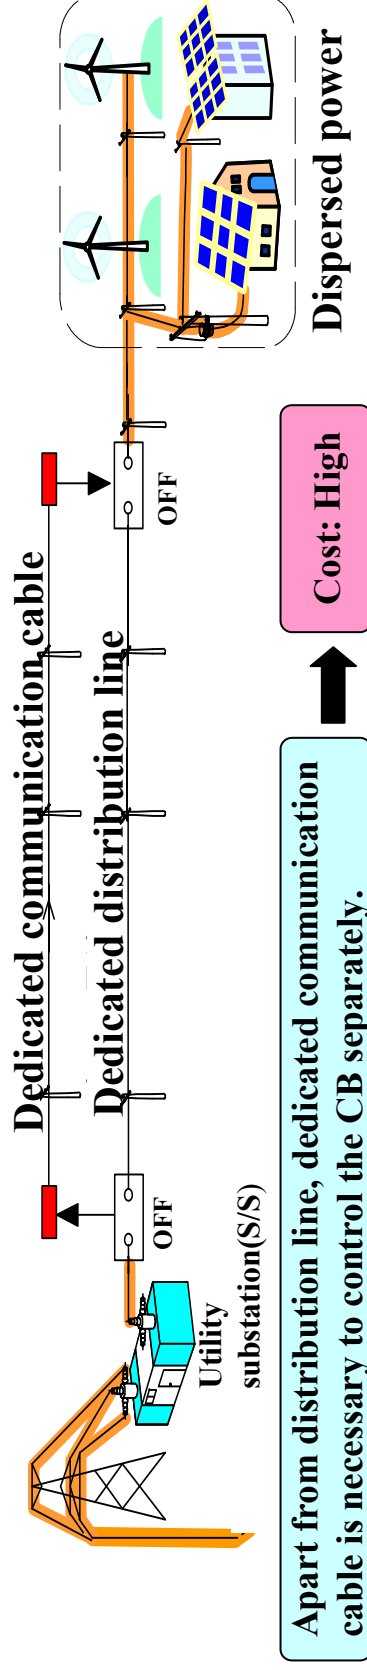 Dedicated communication cable
Dedicated distribution line
OFF
OFF
Utility
substation(S/S)
Dispersed power
Apart from distribution line, dedicated communication
cable is necessary to control the CB separately.
Cost: High